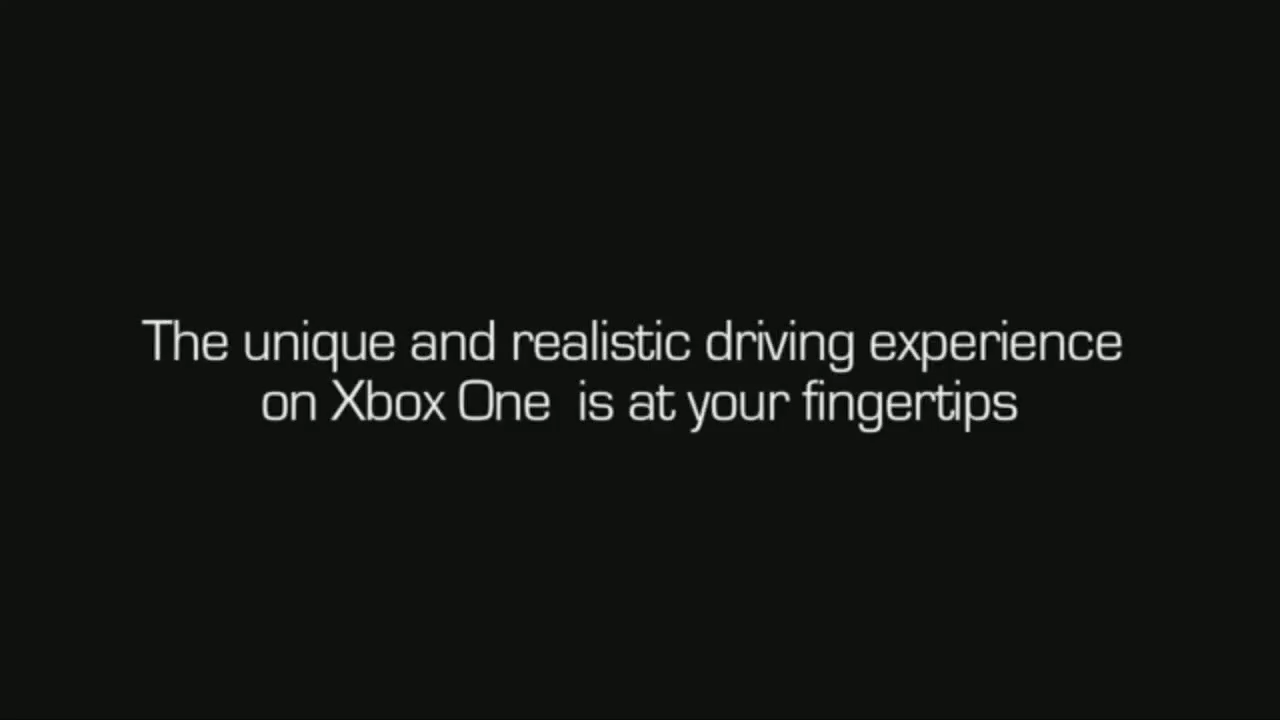 The unique and realistic driving experience
on Xbox One  is at your fingertips